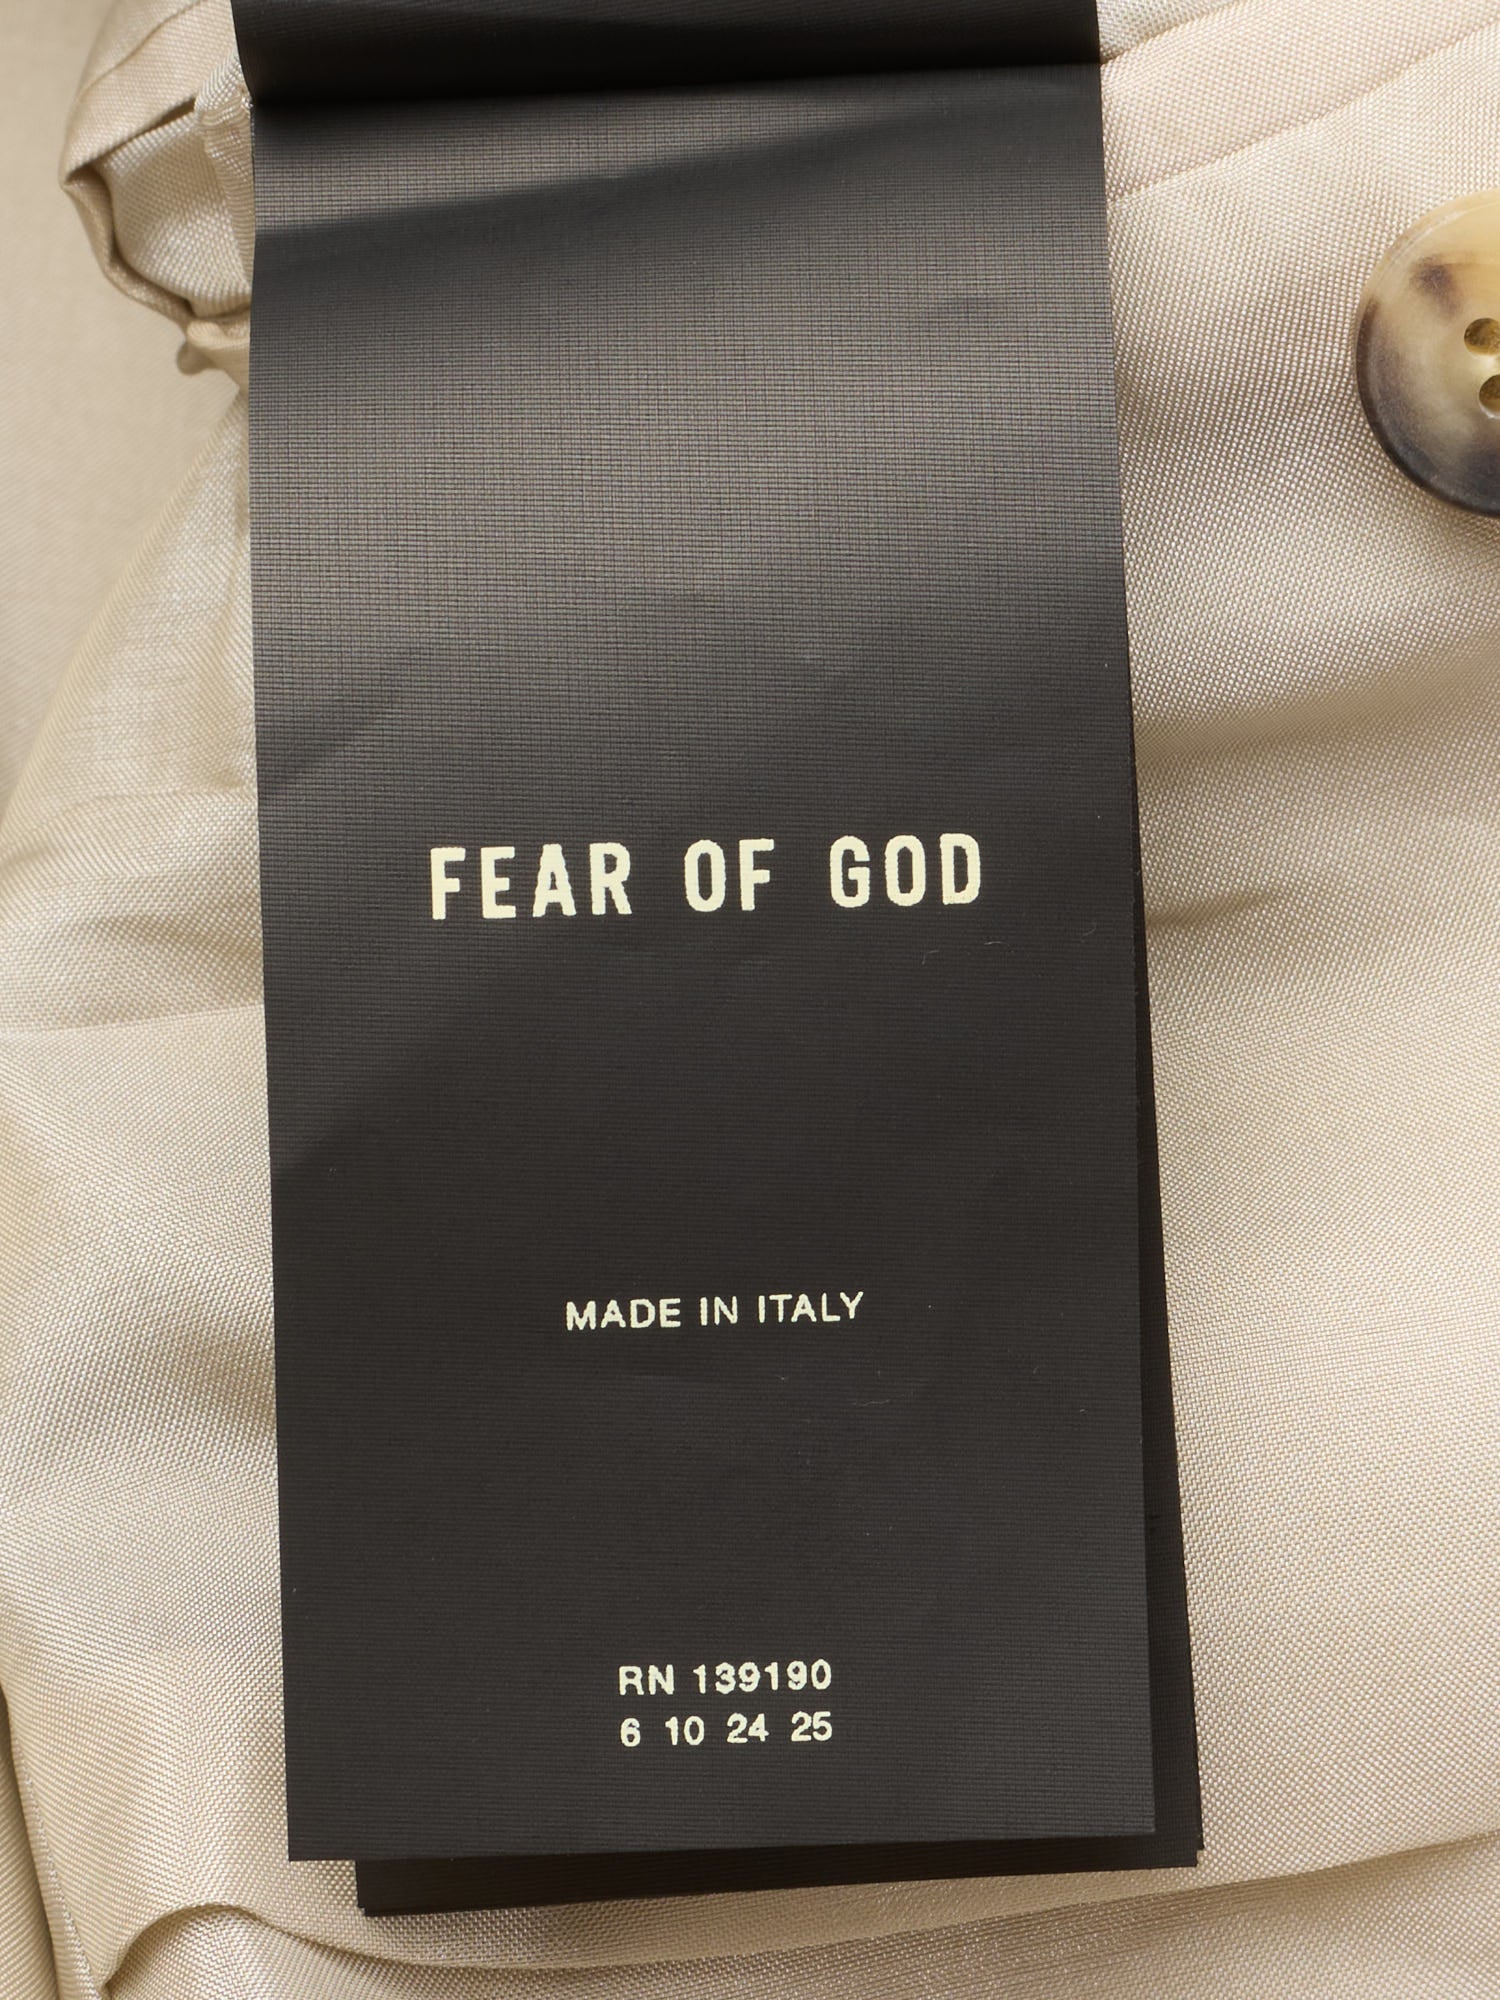 FEAR OF GOD
MADE IN ITALY
RN 139190
6 10 24 25